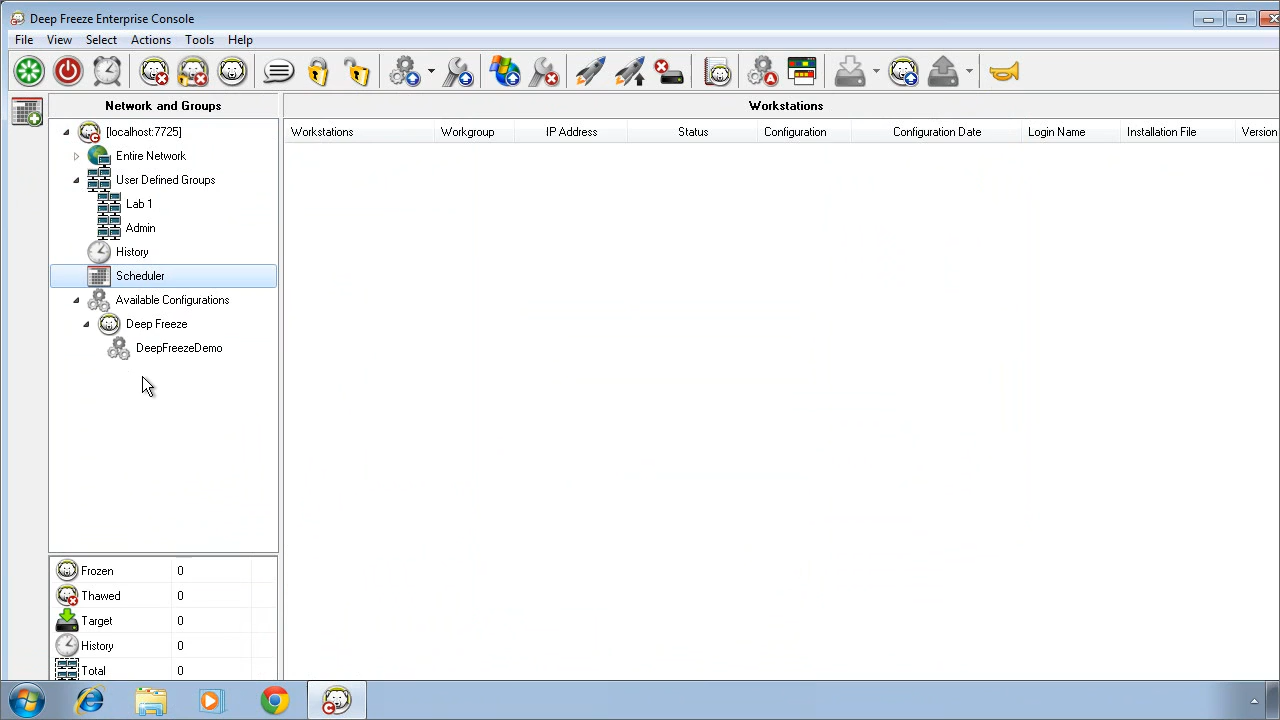 Deep Freeze Enterprise Console
File View Select Actions Tools Help
Network and Groups
Workstations
[localhost:7725]
Workstations Workgroup IP Address Status Configuration Configuration Date Login Name Installation File Version
Entire Network
User Defined Groups
Lab 1
Admin
History
Scheduler
Available Configurations
Deep Freeze
DeepFreezeDemo
Frozen 0
Thawed 0
Target 0
History 0
Total 0